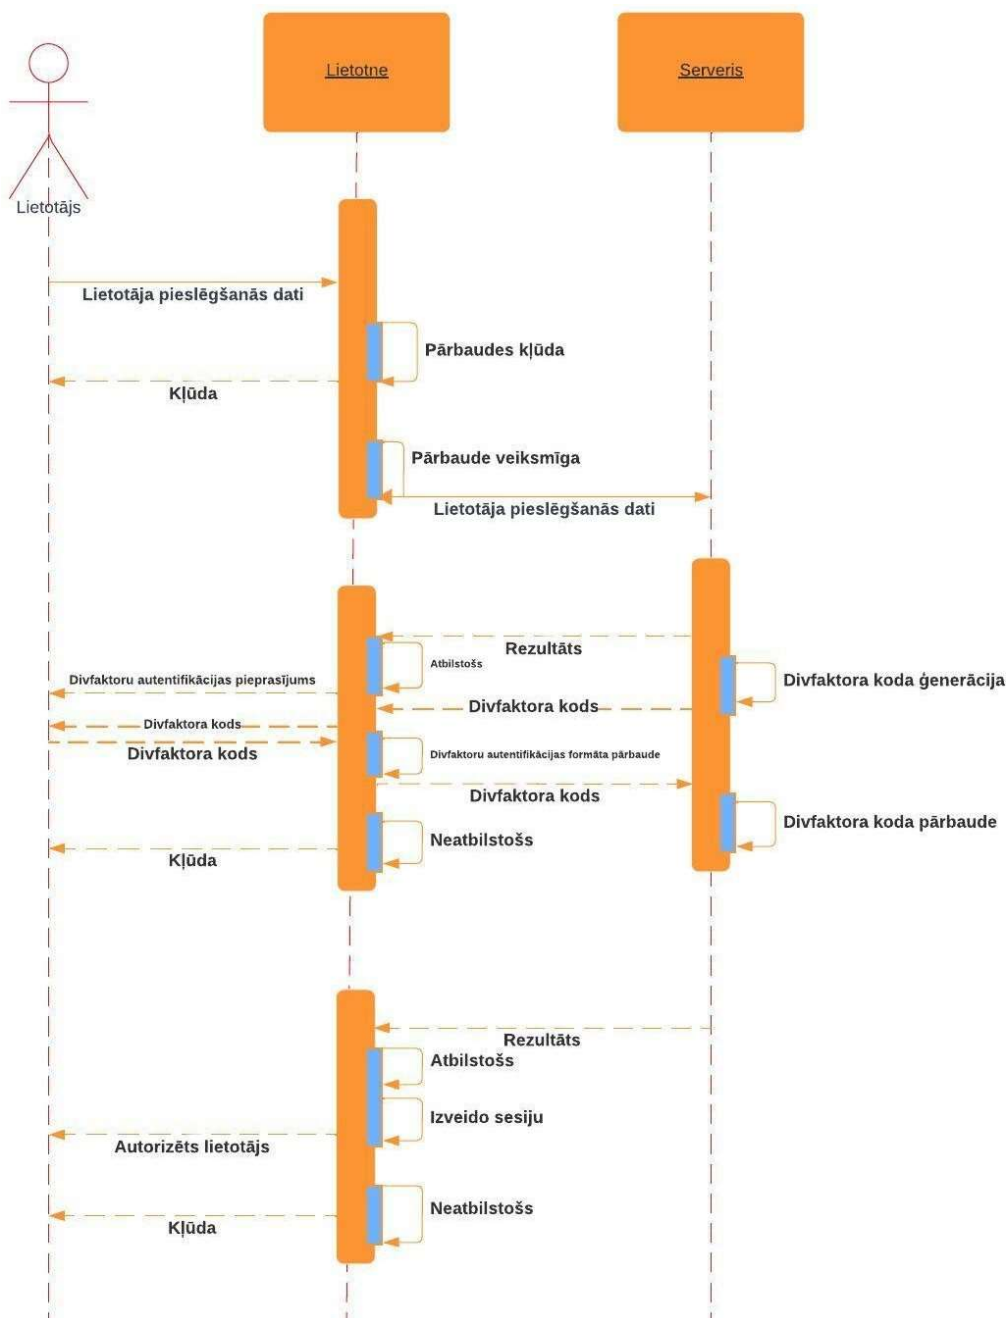 Lietotne
Serveris
Lietotājs
Lietotāja pieslēgšanās dati
Pārbaudes kļūda
Kļūda
Pārbaude veiksmīga
Lietotāja pieslēgšanās dati
Rezultāts
Atbilstošs
Divfaktoru autentifikācijas pieprasījums
Divfaktora koda ģenerācija
Divfaktora kods
Divfaktora kods
Divfaktora kods
Divfaktoru autentifikācijas formāta pārbaude
Divfaktora kods
Divfaktora koda pārbaude
Neatbilstošs
Kļūda
Rezultāts
Atbilstošs
Izveido sesiju
Autorizēts lietotājs
Neatbilstošs
Kļūda